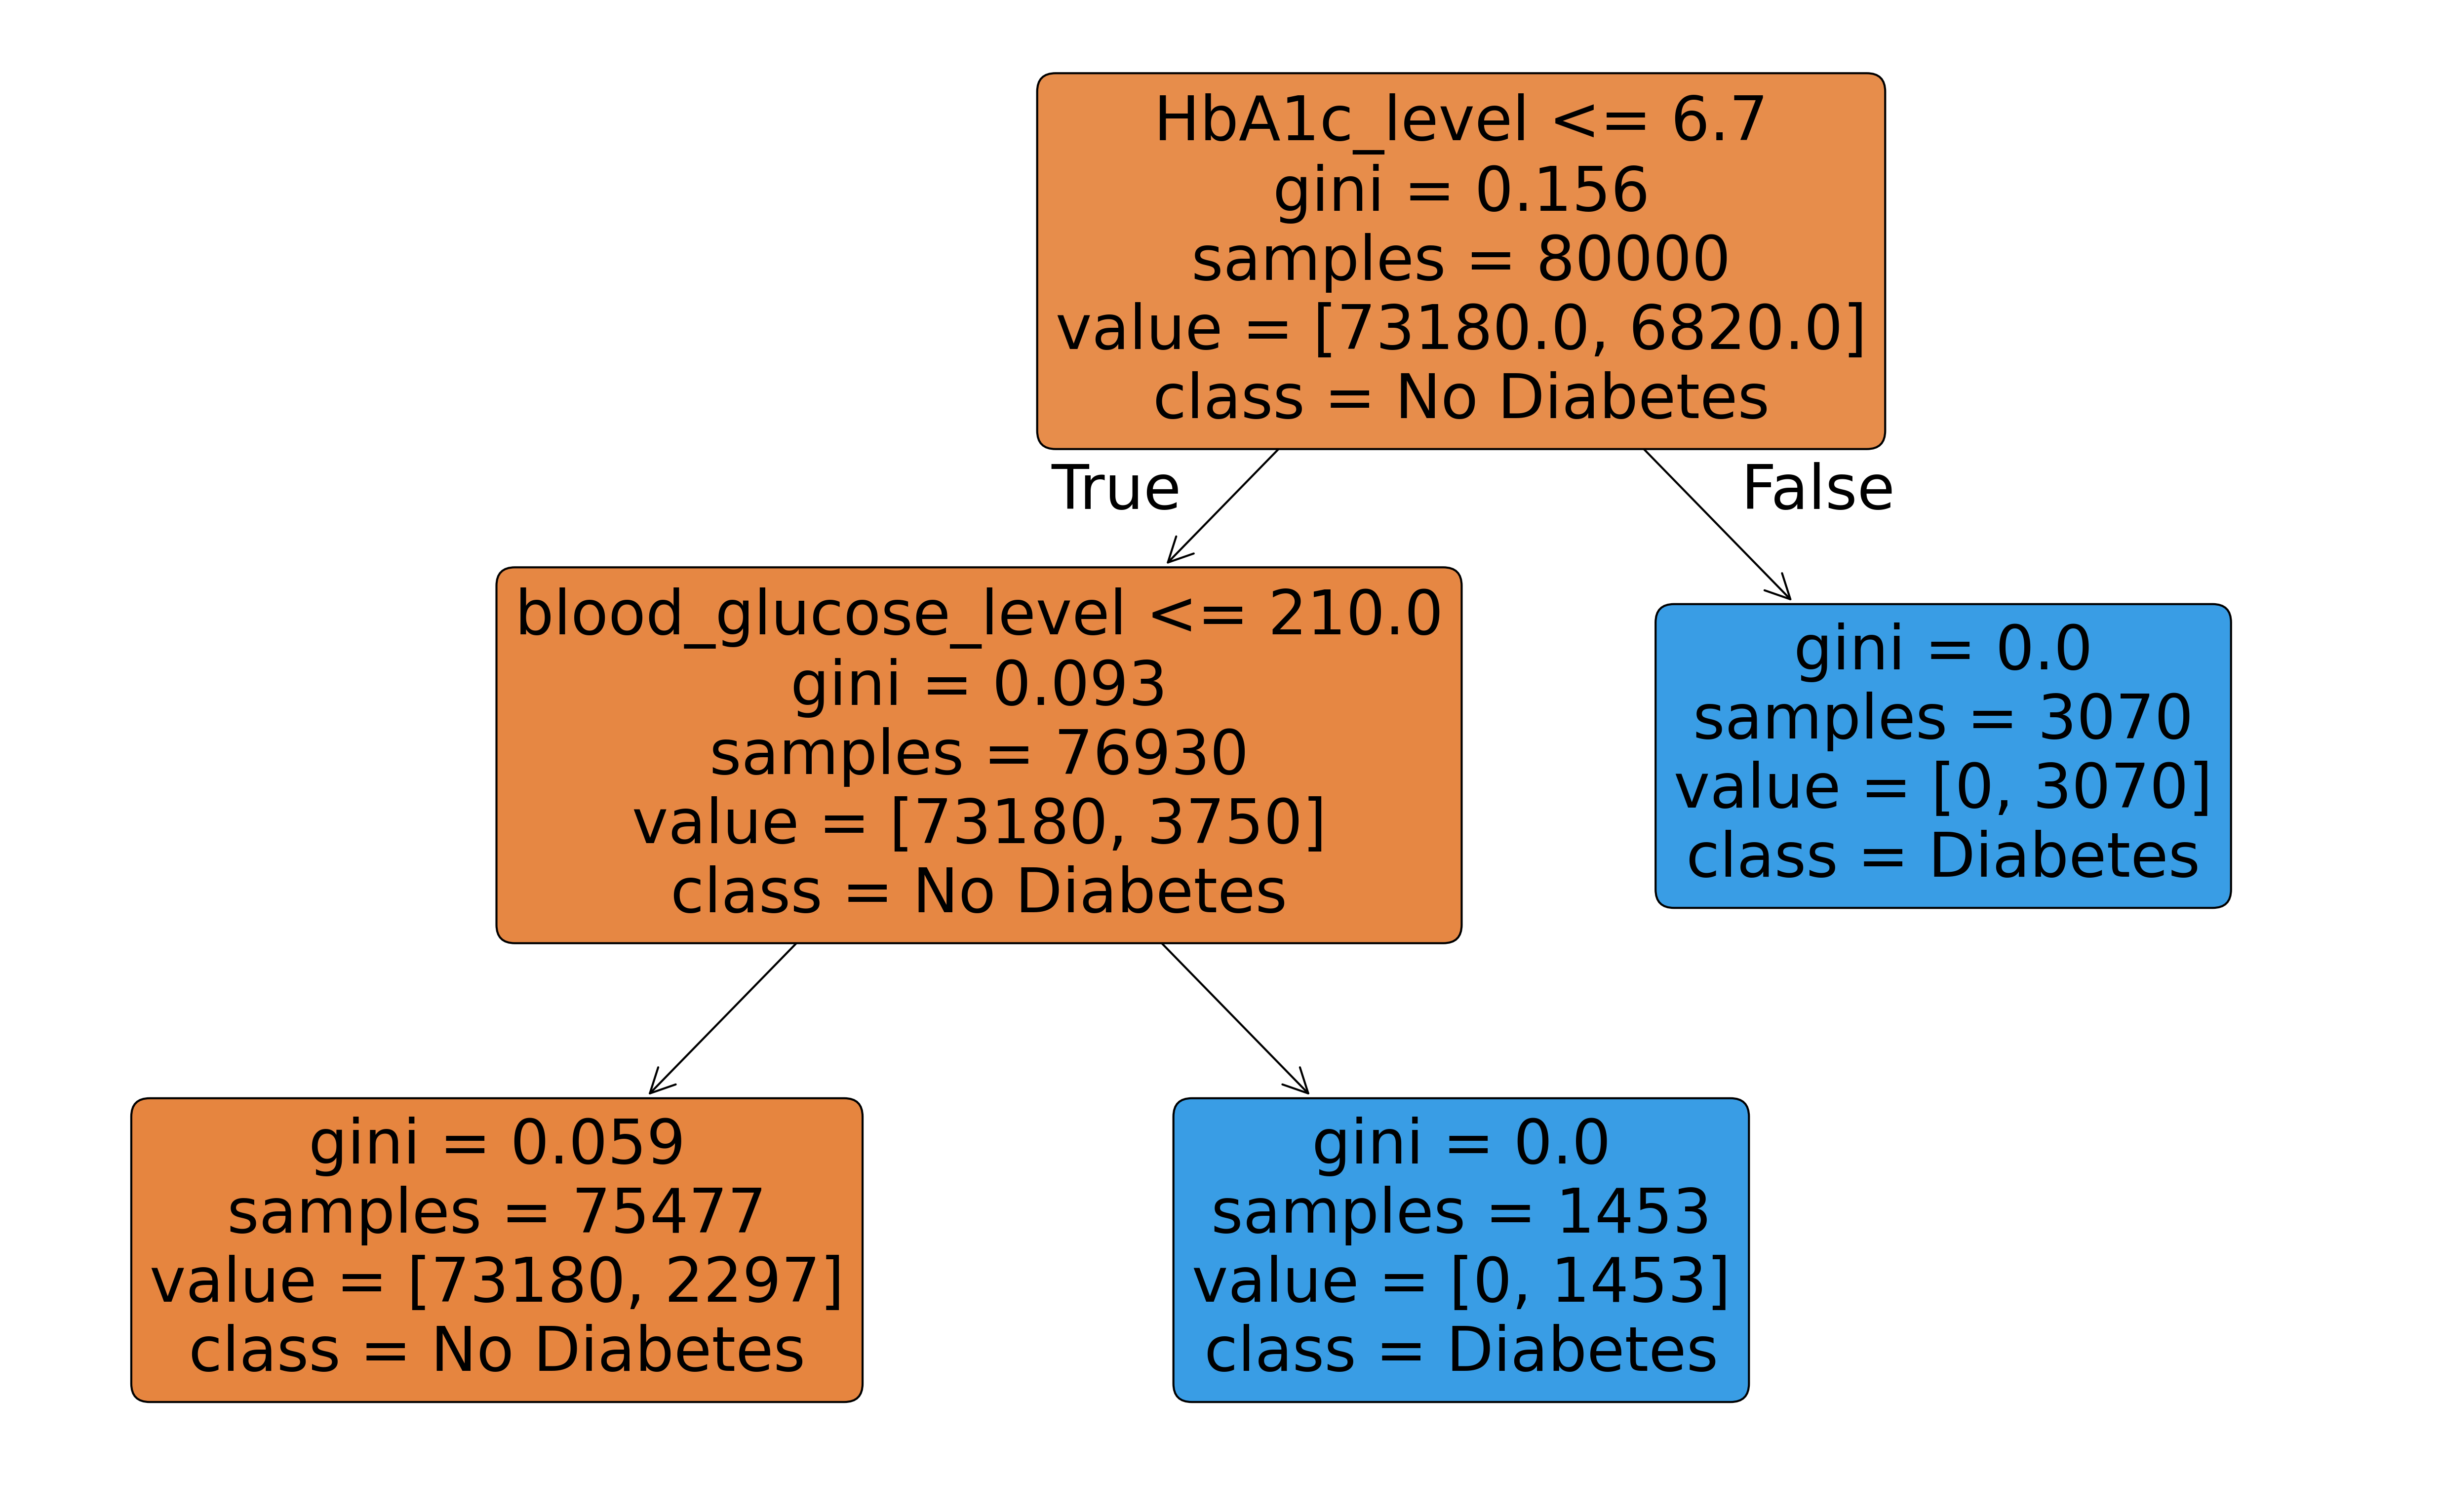 HbA1c_level <= 6.7
gini = 0.156
samples = 80000
value = [73180.0, 6820.0]
class = No Diabetes
True
False
blood_glucose_level <= 210.0
gini = 0.093
samples = 76930
value = [73180, 3750]
class = No Diabetes
gini = 0.0
samples = 3070
value = [0, 3070]
class = Diabetes
gini = 0.059
samples = 75477
value = [73180, 2297]
class = No Diabetes
gini = 0.0
samples = 1453
value = [0, 1453]
class = Diabetes